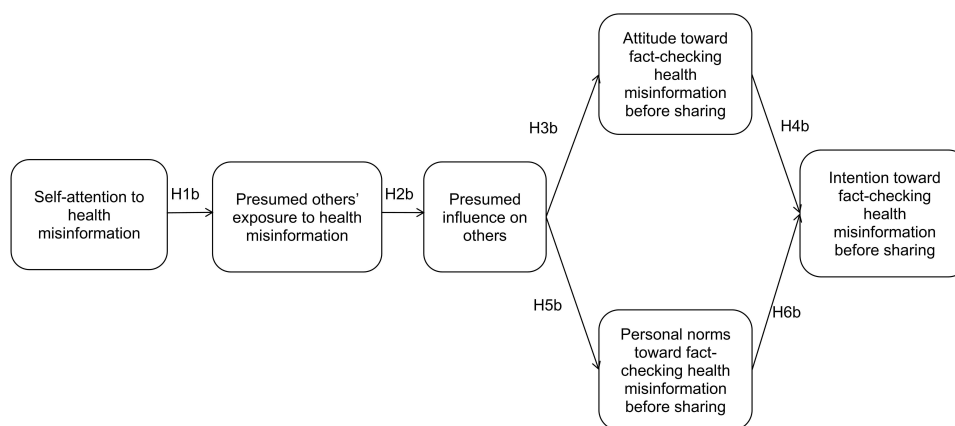 Self-attention to
health
misinformation
H1b
Presumed others'
exposure to health
misinformation
H2b
Presumed
influence on
others
H3b
Attitude toward
fact-checking
health
misinformation
before sharing
H4b
H5b
Personal norms
toward fact-
checking health
misinformation
before sharing
H6b
Intention toward
fact-checking
health
misinformation
before sharing